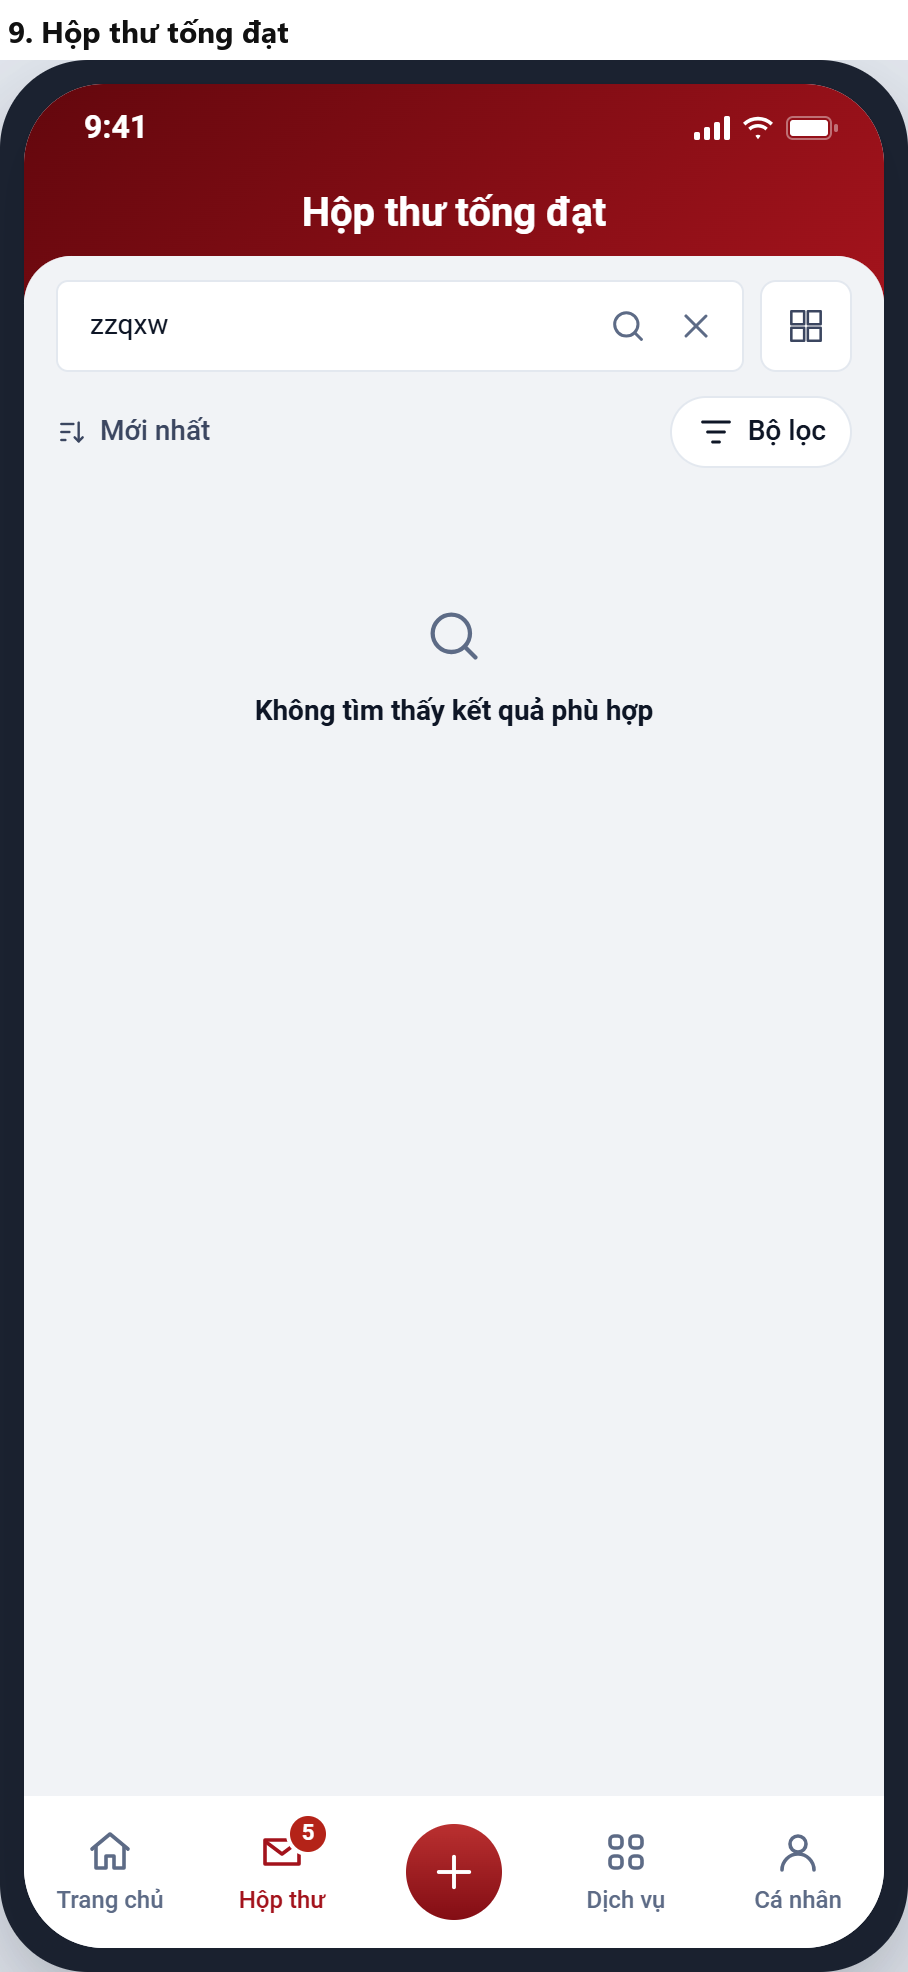 9. Hộp thư tống đạt
9:41
Hộp thư tống đạt
zzqxw
Mới nhất
Bộ lọc
Không tìm thấy kết quả phù hợp
5
Trang chủ
Hộp thư
Dịch vụ
Cá nhân